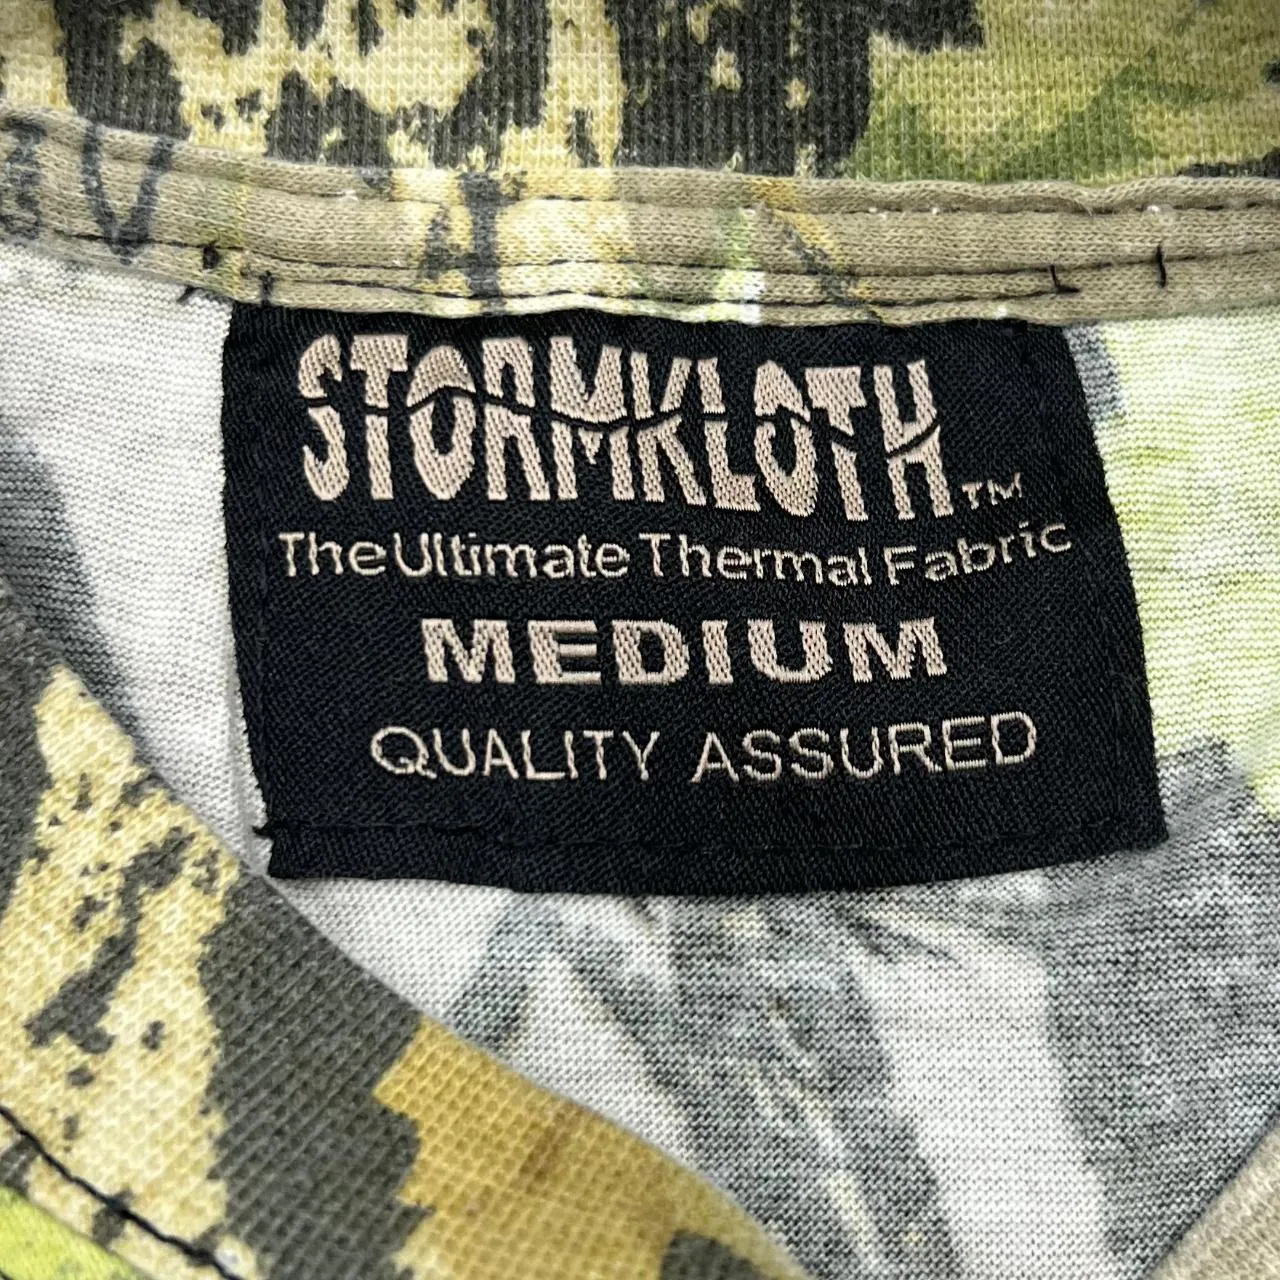 STORMKLOTH™
The Ultimate Thermal Fabric
MEDIUM
QUALITY ASSURED